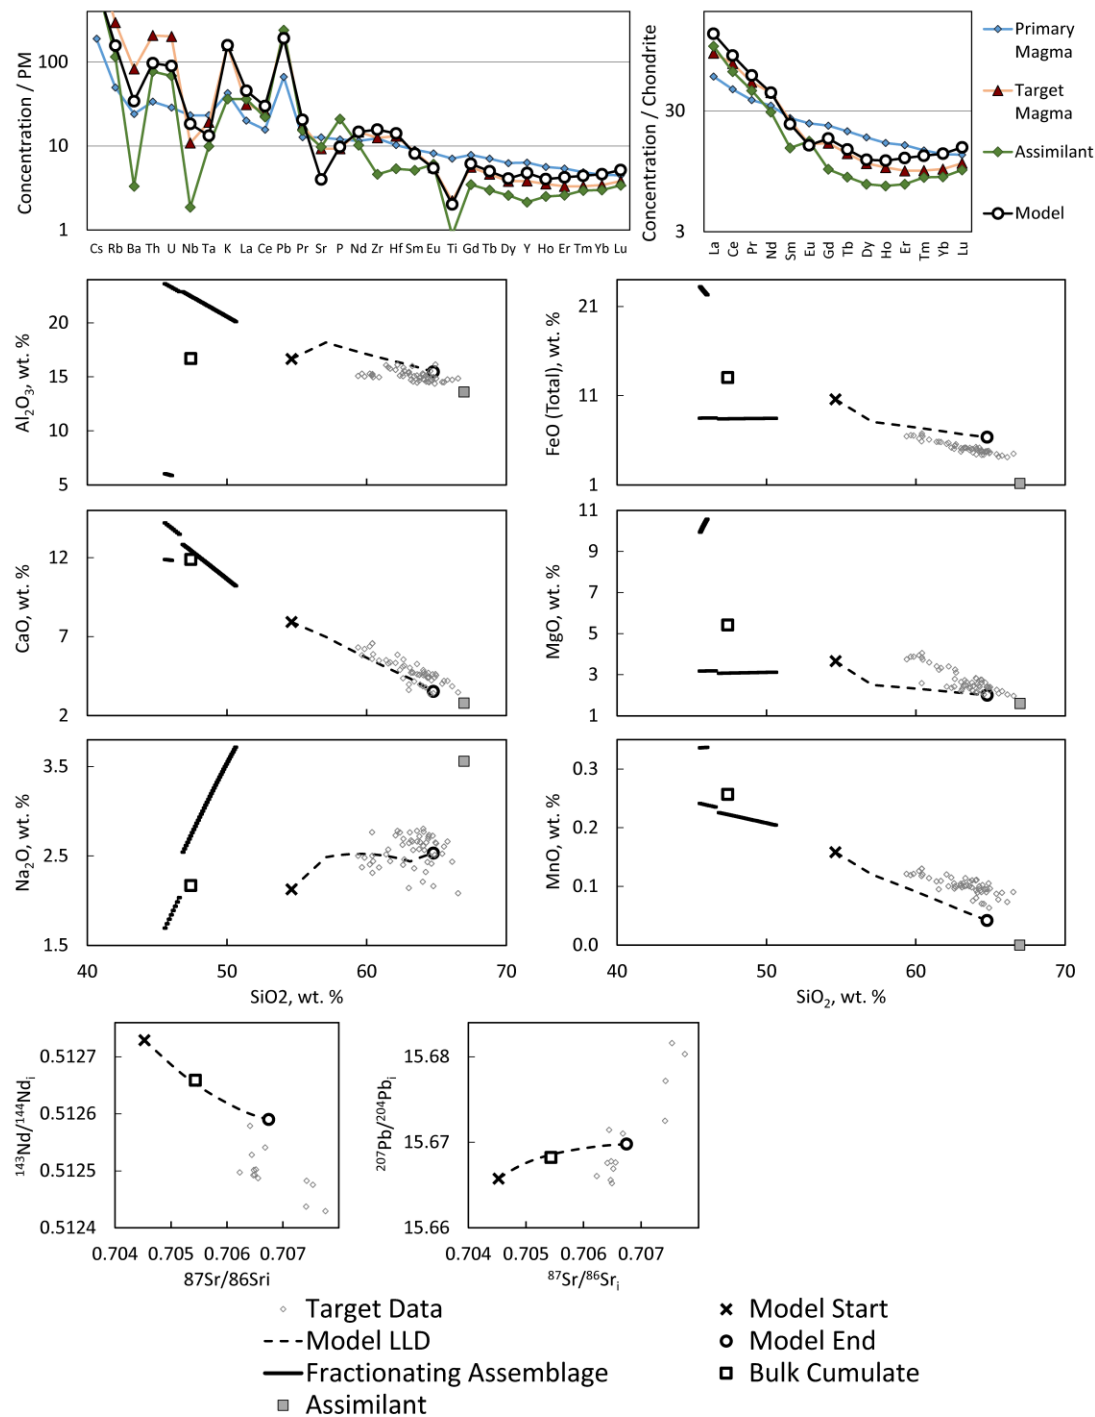 Concentration / PM
100
10
1
Cs Rb Ba Th U Nb Ta K La Ce Pb Pr Sr P Nd Zr Hf Sm Eu Ti Gd Tb Dy Y Ho Er Tm Yb Lu
Concentration / Chondrite
30
3
La Ce Pr Nd Sm Eu Gd Tb Dy Ho Er Tm Yb Lu
Primary
Magma
Target
Magma
Assimilant
Model
Al₂O₃, wt. %
20
15
10
5
FeO (Total), wt. %
21
11
1
CaO, wt. %
12
7
2
MgO, wt. %
11
9
7
5
3
1
Na₂O, wt. %
3.5
2.5
1.5
40 50 60 70
SiO2, wt. %
MnO, wt. %
0.3
0.2
0.1
0.0
40 50 60 70
SiO₂, wt. %
¹⁴³Nd/¹⁴⁴Ndᵢ
0.5127
0.5126
0.5125
0.5124
0.704 0.705 0.706 0.707
87Sr/86Sri
²⁰⁷Pb/²⁰⁴Pbᵢ
15.68
15.67
15.66
0.704 0.705 0.706 0.707
⁸⁷Sr/⁸⁶Srᵢ
Target Data
Model LLD
Fractionating Assemblage
Assimilant
Model Start
Model End
Bulk Cumulate